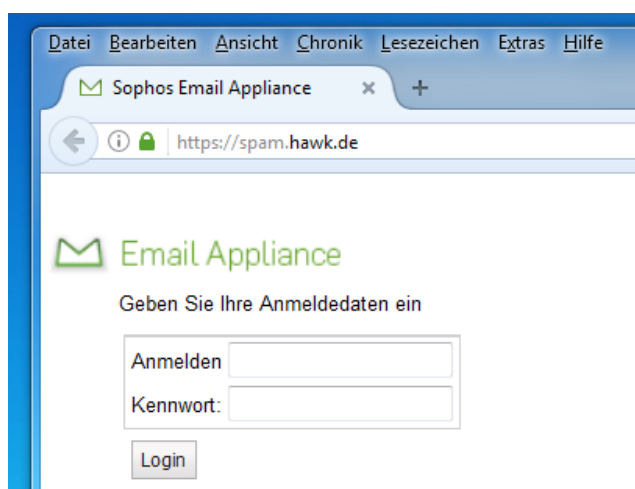 Datei Bearbeiten Ansicht Chronik Lesezeichen Extras Hilfe
Sophos Email Appliance × +
https://spam.hawk.de
Email Appliance
Geben Sie Ihre Anmeldedaten ein
Anmelden
Kennwort:
Login